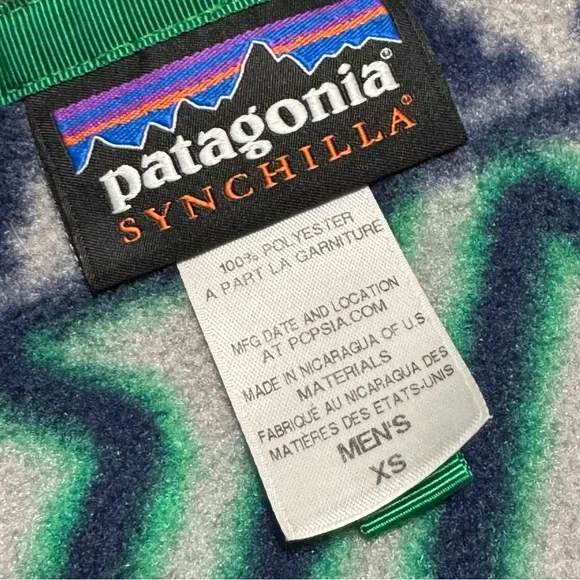 patagonia®
SYNCHILLA®
100% POLYESTER
A PART LA GARNITURE
MFG DATE AND LOCATION
AT POPSIA.COM
MADE IN NICARAGUA OF U.S.
MATERIALS
FABRIQUÉ AU NICARAGUA DES
MATIÈRES DES ETATS-UNIS
MEN'S
XS